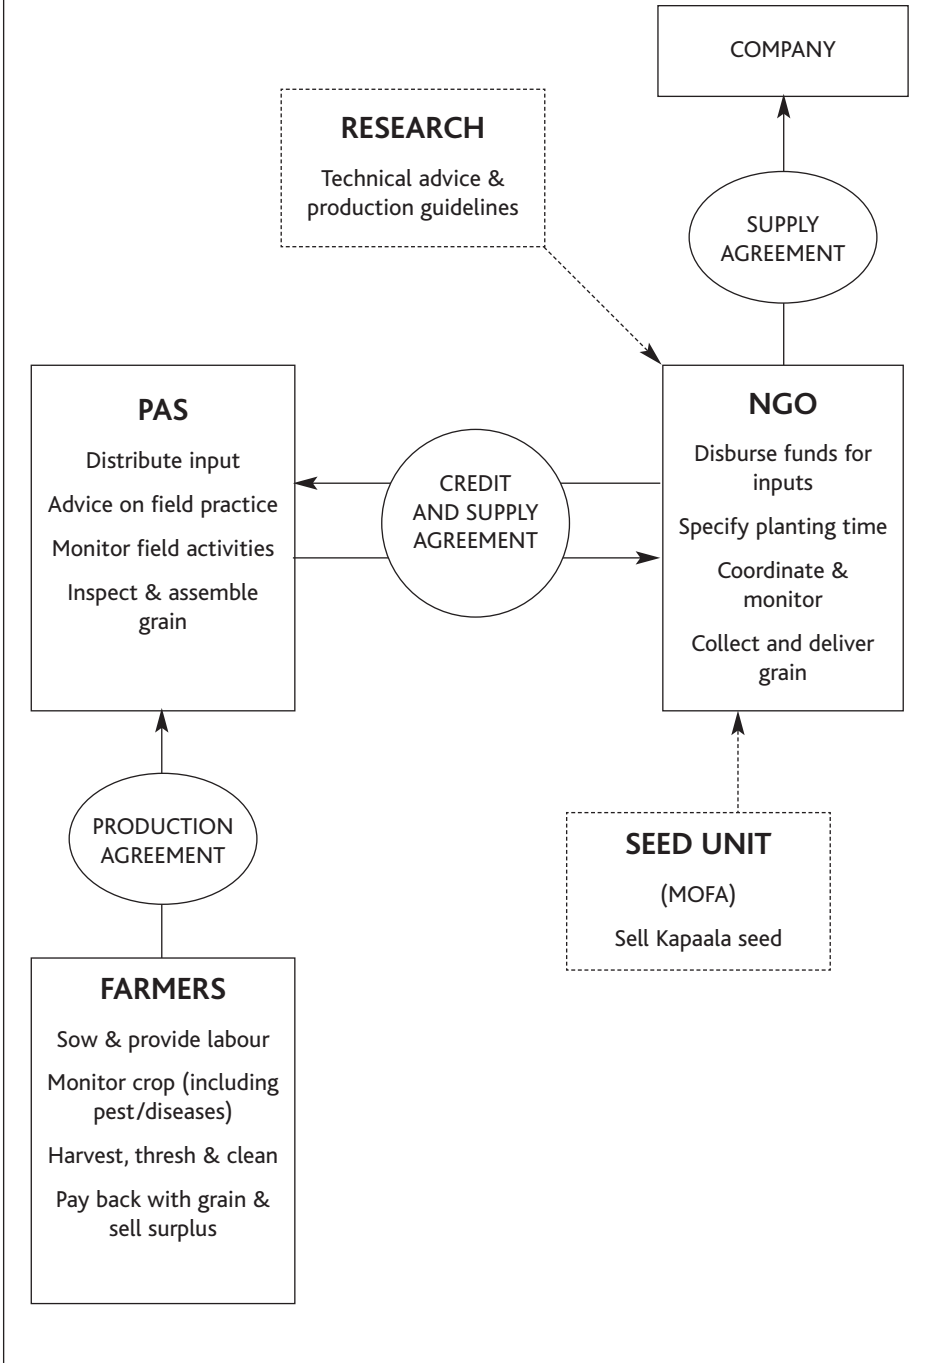 COMPANY
RESEARCH
Technical advice &
production guidelines
SUPPLY
AGREEMENT
PAS
Distribute input
Advice on field practice
Monitor field activities
Inspect & assemble
grain
CREDIT
AND SUPPLY
AGREEMENT
NGO
Disburse funds for
inputs
Specify planting time
Coordinate &
monitor
Collect and deliver
grain
PRODUCTION
AGREEMENT
SEED UNIT
(MOFA)
Sell Kapaala seed
FARMERS
Sow & provide labour
Monitor crop (including
pest/diseases)
Harvest, thresh & clean
Pay back with grain &
sell surplus